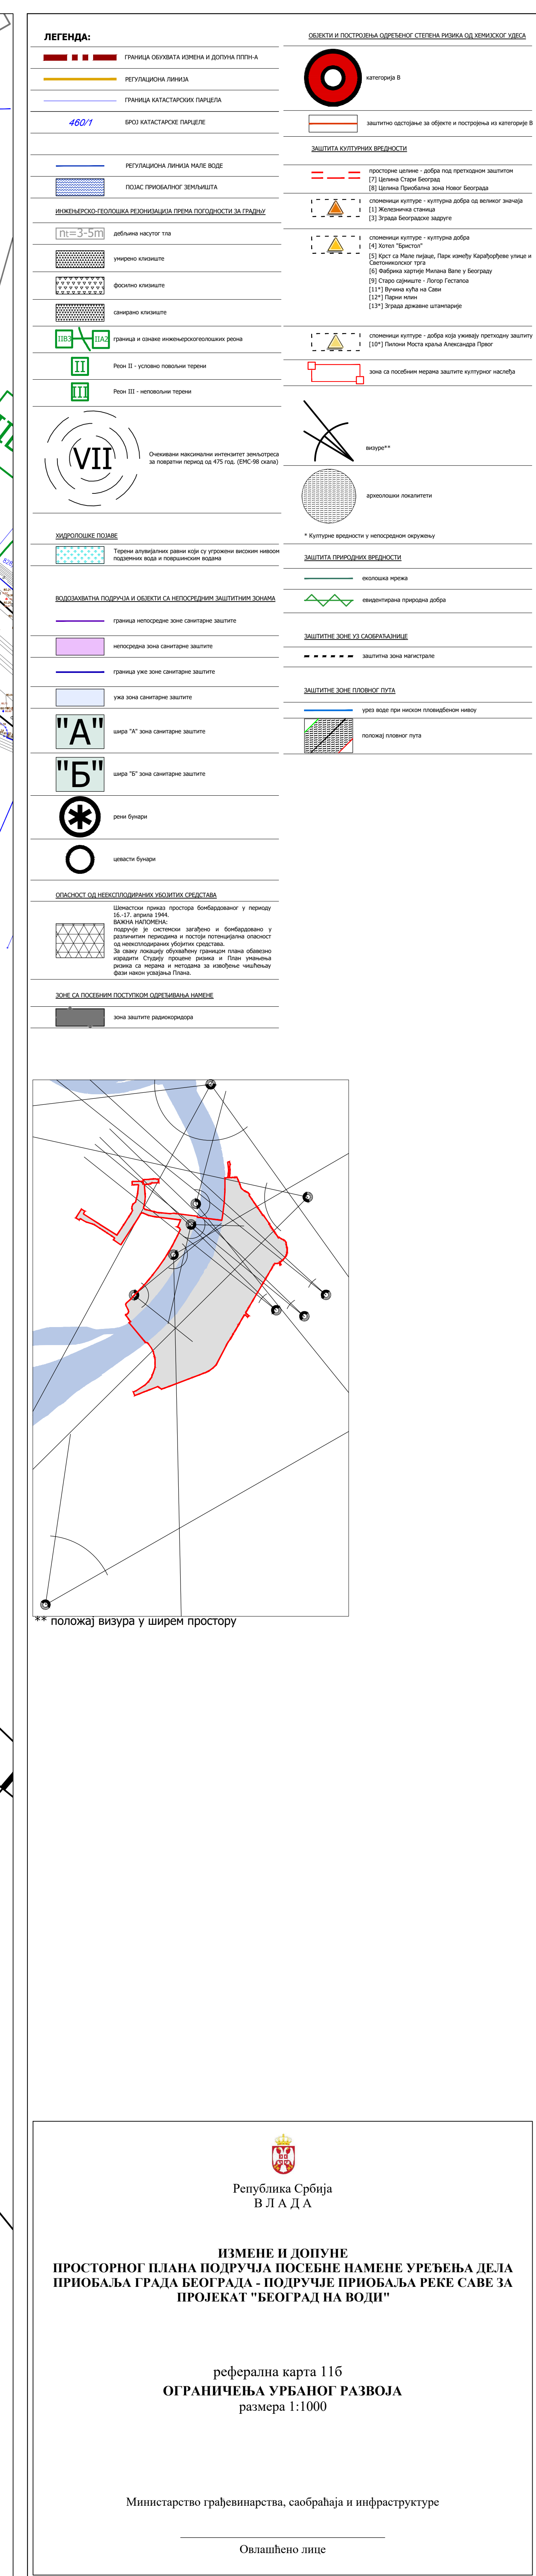 ЛЕГЕНДА:
ГРАНИЦА ОБУХВАТА ИЗМЕНА И ДОПУНА ПППН-А
РЕГУЛАЦИОНА ЛИНИЈА
ГРАНИЦА КАТАСТАРСКИХ ПАРЦЕЛА
460/1 БРОЈ КАТАСТАРСКЕ ПАРЦЕЛЕ
РЕГУЛАЦИОНА ЛИНИЈА МАЛЕ ВОДЕ
ПОЈАС ПРИОБАЛНОГ ЗЕМЉИШТА
ИНЖЕЊЕРСКО-ГЕОЛОШКА РЕЈОНИЗАЦИЈА ПРЕМА ПОГОДНОСТИ ЗА ГРАДЊУ
nt=3-5m дебљина насутог тла
умирено клизиште
фосилно клизиште
санирано клизиште
IIВ3 IIА2 граница и ознаке инжењерскогеолошких реона
II Реон II - условно повољни терени
III Реон III - неповољни терени
VII Очекивани максимални интензитет земљотреса
за повратни период од 475 год. (ЕМС-98 скала)
ХИДРОЛОШКЕ ПОЈАВЕ
Терени алувијалних равни који су угрожени високим нивоом
подземних вода и површинским водама
ВОДОЗАХВАТНА ПОДРУЧЈА И ОБЈЕКТИ СА НЕПОСРЕДНИМ ЗАШТИТНИМ ЗОНАМА
граница непосредне зоне санитарне заштите
непосредна зона санитарне заштите
граница уже зоне санитарне заштите
ужа зона санитарне заштите
"А" шира "А" зона санитарне заштите
"Б" шира "Б" зона санитарне заштите
рени бунари
цевасти бунари
ОПАСНОСТ ОД НЕЕКСПЛОДИРАНИХ УБОЈИТИХ СРЕДСТАВА
Шемастски приказ простора бомбардованог у периоду
16.-17. априла 1944.
ВАЖНА НАПОМЕНА:
подручје је системски загађено и бомбардовано у
различитим периодима и постоји потенцијална опасност
од неексплодираних убојитих средстава.
За сваку локацију обухваћену границом плана обавезно
израдити Студију процене ризика и План умањења
ризика са мерама и методама за извођење чишћењау
фази након усвајања Плана.
ЗОНЕ СА ПОСЕБНИМ ПОСТУПКОМ ОДРЕЂИВАЊА НАМЕНЕ
зона заштите радиокоридора
ОБЈЕКТИ И ПОСТРОЈЕЊА ОДРЕЂЕНОГ СТЕПЕНА РИЗИКА ОД ХЕМИЈСКОГ УДЕСА
категорија В
заштитно одстојање за објекте и постројења из категорије В
ЗАШТИТА КУЛТУРНИХ ВРЕДНОСТИ
просторне целине - добра под претходном заштитом
[7] Целина Стари Београд
[8] Целина Приобална зона Новог Београда
споменици културе - културна добра од великог значаја
[1] Железничка станица
[3] Зграда Београдске задруге
споменици културе - културна добра
[4] Хотел "Бристол"
[5] Крст са Мале пијаце, Парк између Карађорђеве улице и
Светониколског трга
[6] Фабрика хартије Милана Вапе у Београду
[9] Старо сајмиште - Логор Гестапоа
[11*] Вучина кућа на Сави
[12*] Парни млин
[13*] Зграда државне штампарије
споменици културе - добра која уживају претходну заштиту
[10*] Пилони Моста краља Александра Првог
зона са посебним мерама заштите културног наслеђа
визуре**
археолошки локалитети
* Културне вредности у непосредном окружењу
ЗАШТИТА ПРИРОДНИХ ВРЕДНОСТИ
еколошка мрежа
евидентирана природна добра
ЗАШТИТНЕ ЗОНЕ УЗ САОБРАЋАЈНИЦЕ
заштитна зона магистрале
ЗАШТИТНЕ ЗОНЕ ПЛОВНОГ ПУТА
урез воде при ниском пловидбеном нивоу
положај пловног пута
** положај визура у ширем простору
Република Србија
В Л А Д А
ИЗМЕНЕ И ДОПУНЕ
ПРОСТОРНОГ ПЛАНА ПОДРУЧЈА ПОСЕБНЕ НАМЕНЕ УРЕЂЕЊА ДЕЛА
ПРИОБАЉА ГРАДА БЕОГРАДА - ПОДРУЧЈЕ ПРИОБАЉА РЕКЕ САВЕ ЗА
ПРОЈЕКАТ "БЕОГРАД НА ВОДИ"
реферална карта 11б
ОГРАНИЧЕЊА УРБАНОГ РАЗВОЈА
размера 1:1000
Министарство грађевинарства, саобраћаја и инфраструктуре
Овлашћено лице